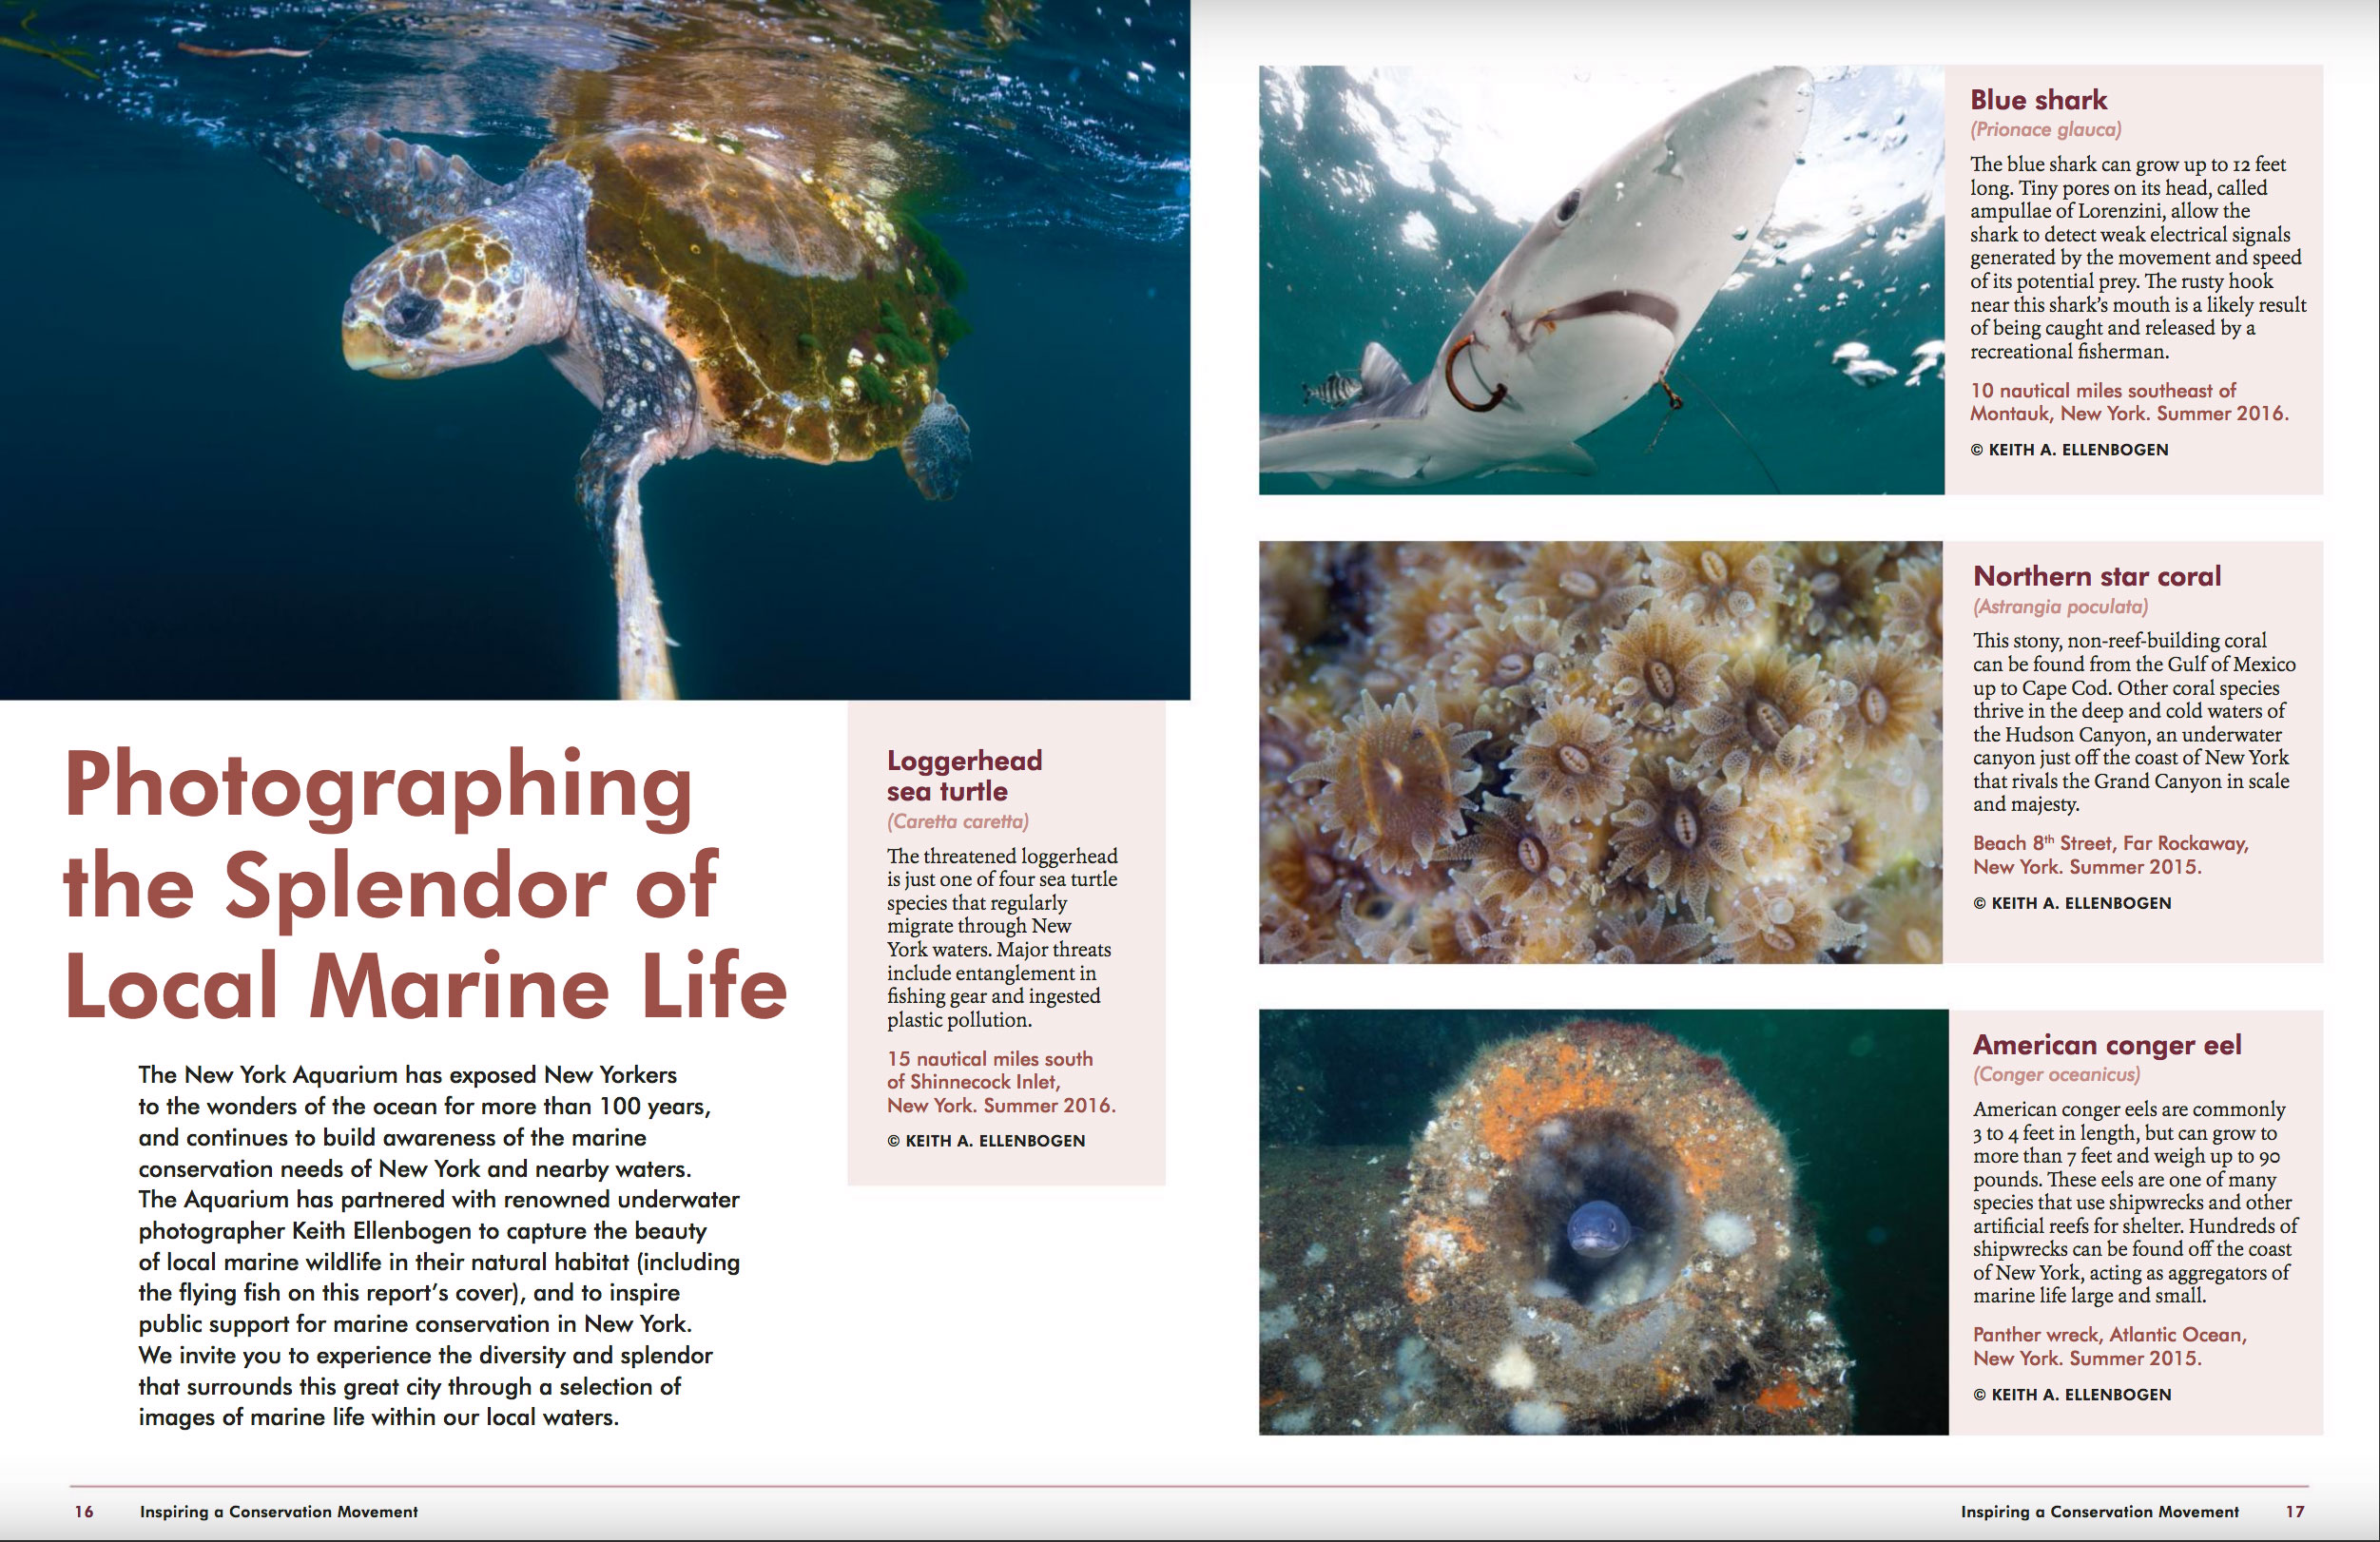 Photographing
the Splendor of
Local Marine Life
The New York Aquarium has exposed New Yorkers
to the wonders of the ocean for more than 100 years,
and continues to build awareness of the marine
conservation needs of New York and nearby waters.
The Aquarium has partnered with renowned underwater
photographer Keith Ellenbogen to capture the beauty
of local marine wildlife in their natural habitat (including
the flying fish on this report's cover), and to inspire
public support for marine conservation in New York.
We invite you to experience the diversity and splendor
that surrounds this great city through a selection of
images of marine life within our local waters.
Loggerhead
sea turtle
(Caretta caretta)
The threatened loggerhead
is just one of four sea turtle
species that regularly
migrate through New
York waters. Major threats
include entanglement in
fishing gear and ingested
plastic pollution.
15 nautical miles south
of Shinnecock Inlet,
New York. Summer 2016.
© KEITH A. ELLENBOGEN
16 Inspiring a Conservation Movement
Blue shark
(Prionace glauca)
The blue shark can grow up to 12 feet
long. Tiny pores on its head, called
ampullae of Lorenzini, allow the
shark to detect weak electrical signals
generated by the movement and speed
of its potential prey. The rusty hook
near this shark's mouth is a likely result
of being caught and released by a
recreational fisherman.
10 nautical miles southeast of
Montauk, New York. Summer 2016.
© KEITH A. ELLENBOGEN
Northern star coral
(Astrangia poculata)
This stony, non-reef-building coral
can be found from the Gulf of Mexico
up to Cape Cod. Other coral species
thrive in the deep and cold waters of
the Hudson Canyon, an underwater
canyon just off the coast of New York
that rivals the Grand Canyon in scale
and majesty.
Beach 8th Street, Far Rockaway,
New York. Summer 2015.
© KEITH A. ELLENBOGEN
American conger eel
(Conger oceanicus)
American conger eels are commonly
3 to 4 feet in length, but can grow to
more than 7 feet and weigh up to 90
pounds. These eels are one of many
species that use shipwrecks and other
artificial reefs for shelter. Hundreds of
shipwrecks can be found off the coast
of New York, acting as aggregators of
marine life large and small.
Panther wreck, Atlantic Ocean,
New York. Summer 2015.
© KEITH A. ELLENBOGEN
Inspiring a Conservation Movement 17